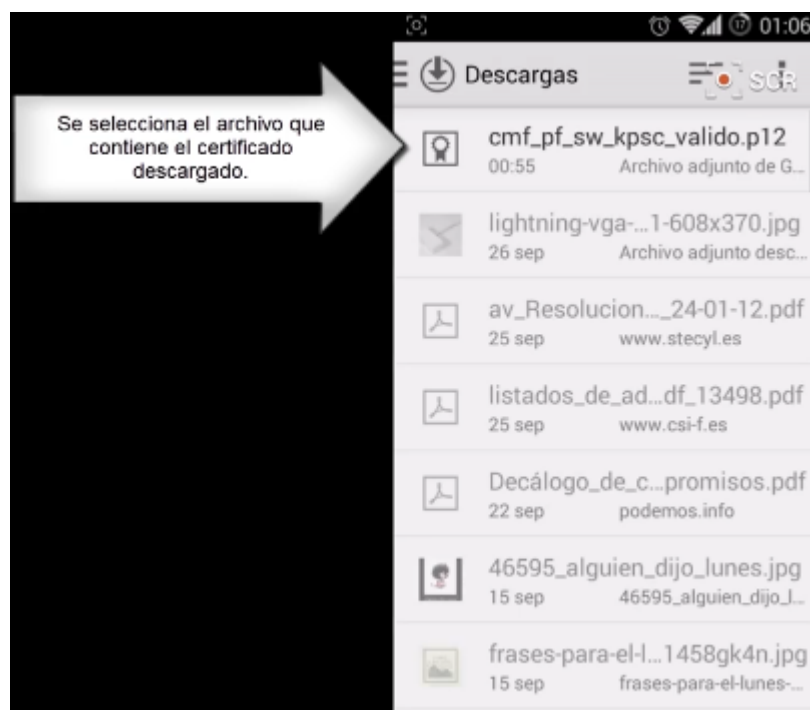 17 01:06
Descargas
SCR
Se selecciona el archivo que
contiene el certificado
descargado.
cmf_pf_sw_kpsc_valido.p12
00:55 Archivo adjunto de G...
lightning-vga-...1-608x370.jpg
26 sep Archivo adjunto desc...
av_Resolucion..._24-01-12.pdf
25 sep www.stecyl.es
listados_de_ad...df_13498.pdf
25 sep www.csi-f.es
Decálogo_de_c...promisos.pdf
22 sep podemos.info
46595_alguien_dijo_lunes.jpg
15 sep 46595_alguien_dijo_l...
frases-para-el-l...1458gk4n.jpg
15 sep frases-para-el-lunes-...